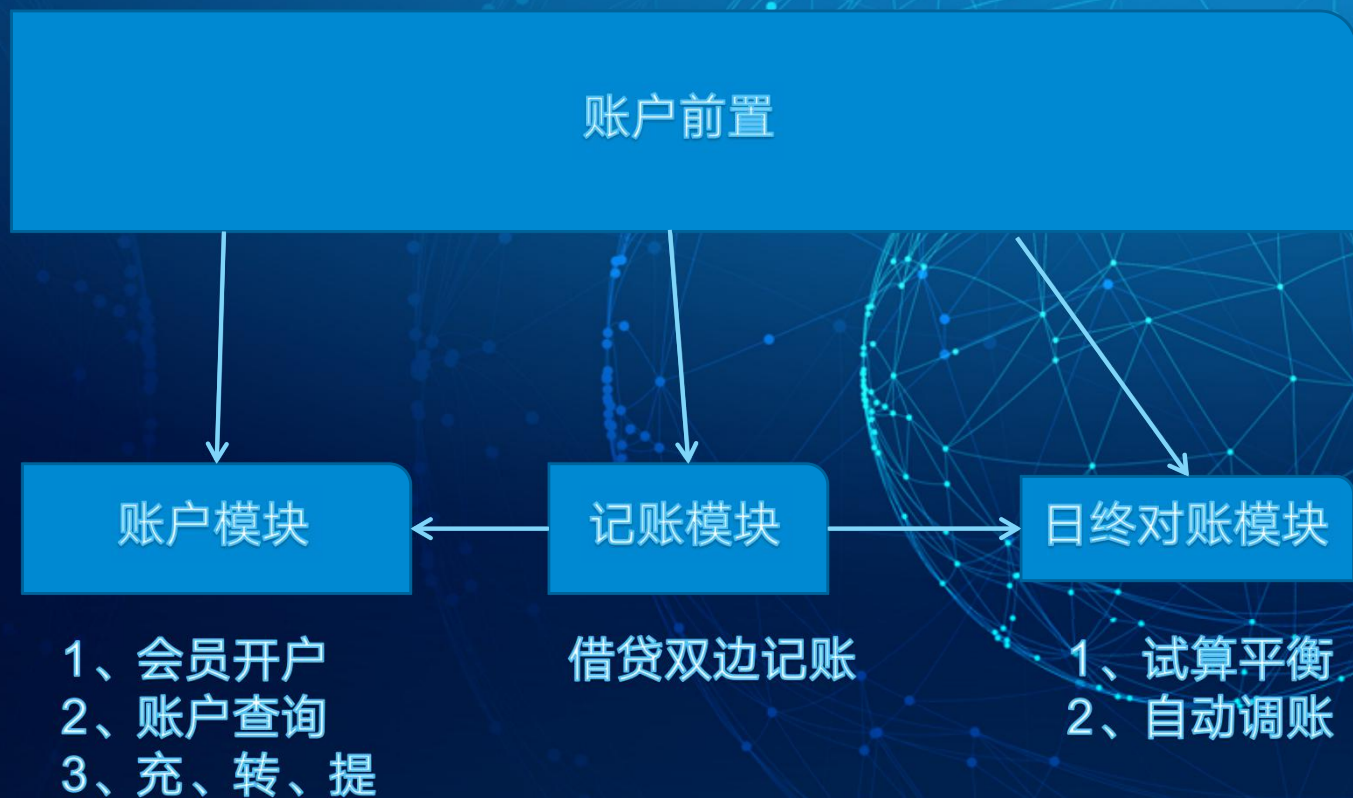 账户前置
账户模块
记账模块
日终对账模块
1、会员开户
2、账户查询
3、充、转、提
借贷双边记账
1、试算平衡
2、自动调账